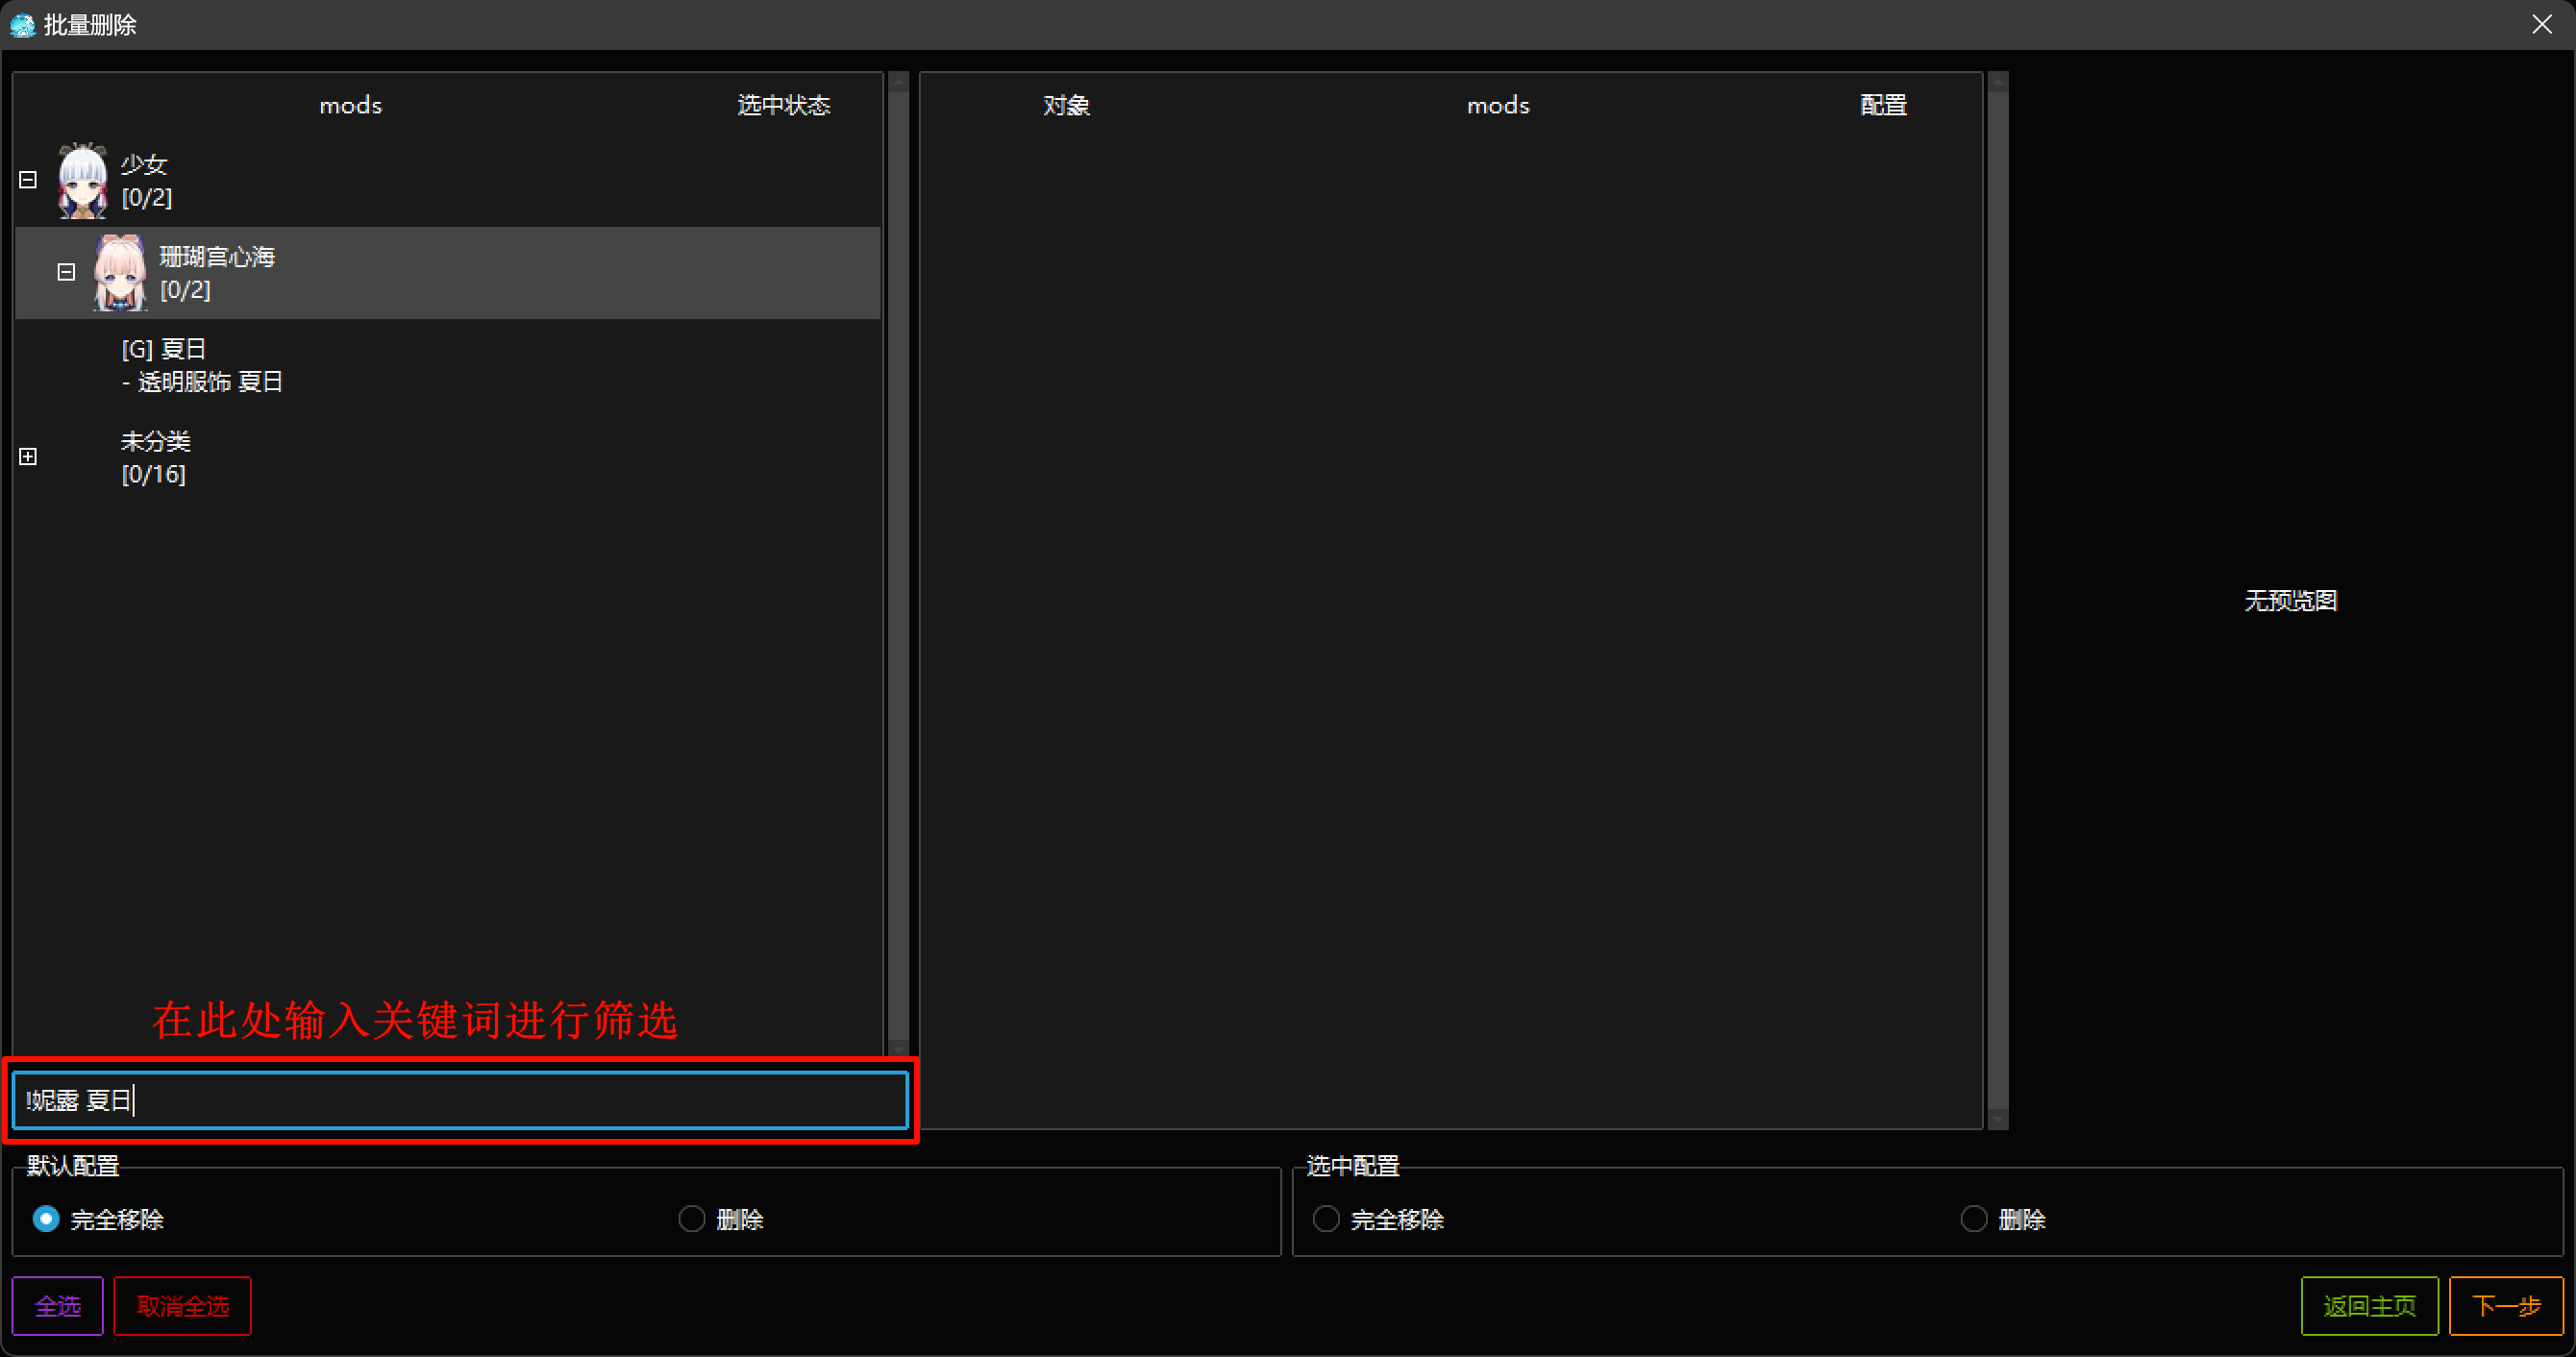 批量删除
mods 选中状态
少女
[0/2]
珊瑚宫心海
[0/2]
[G] 夏日
- 透明服饰 夏日
未分类
[0/16]
在此处输入关键词进行筛选
!妮露 夏日
对象 mods 配置
无预览图
默认配置
完全移除 删除
选中配置
完全移除 删除
全选 取消全选 返回主页 下一步